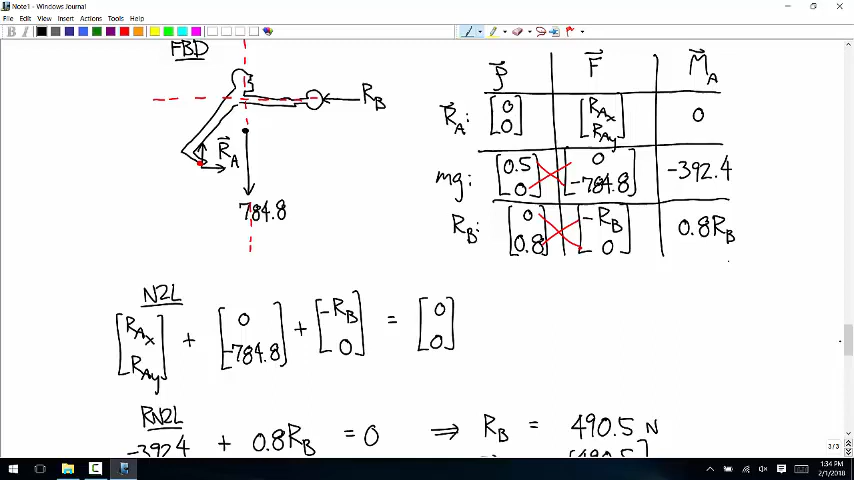 Note1 - Windows Journal
File Edit View Insert Actions Tools Help
B I
FBD
R_B
R_A
784.8
P F M_A
R_A: [0 0] [R_Ax R_Ay] 0
mg: [0.5 0] [0 -784.8] -392.4
R_B: [0 0.8] [-R_B 0] 0.8R_B
N2L
[R_Ax R_Ay] + [0 -784.8] + [-R_B 0] = [0 0]
RN2L
-392.4 + 0.8R_B = 0 ⇒ R_B = 490.5 N
[490.5]
3/3
1:34 PM
2/1/2018